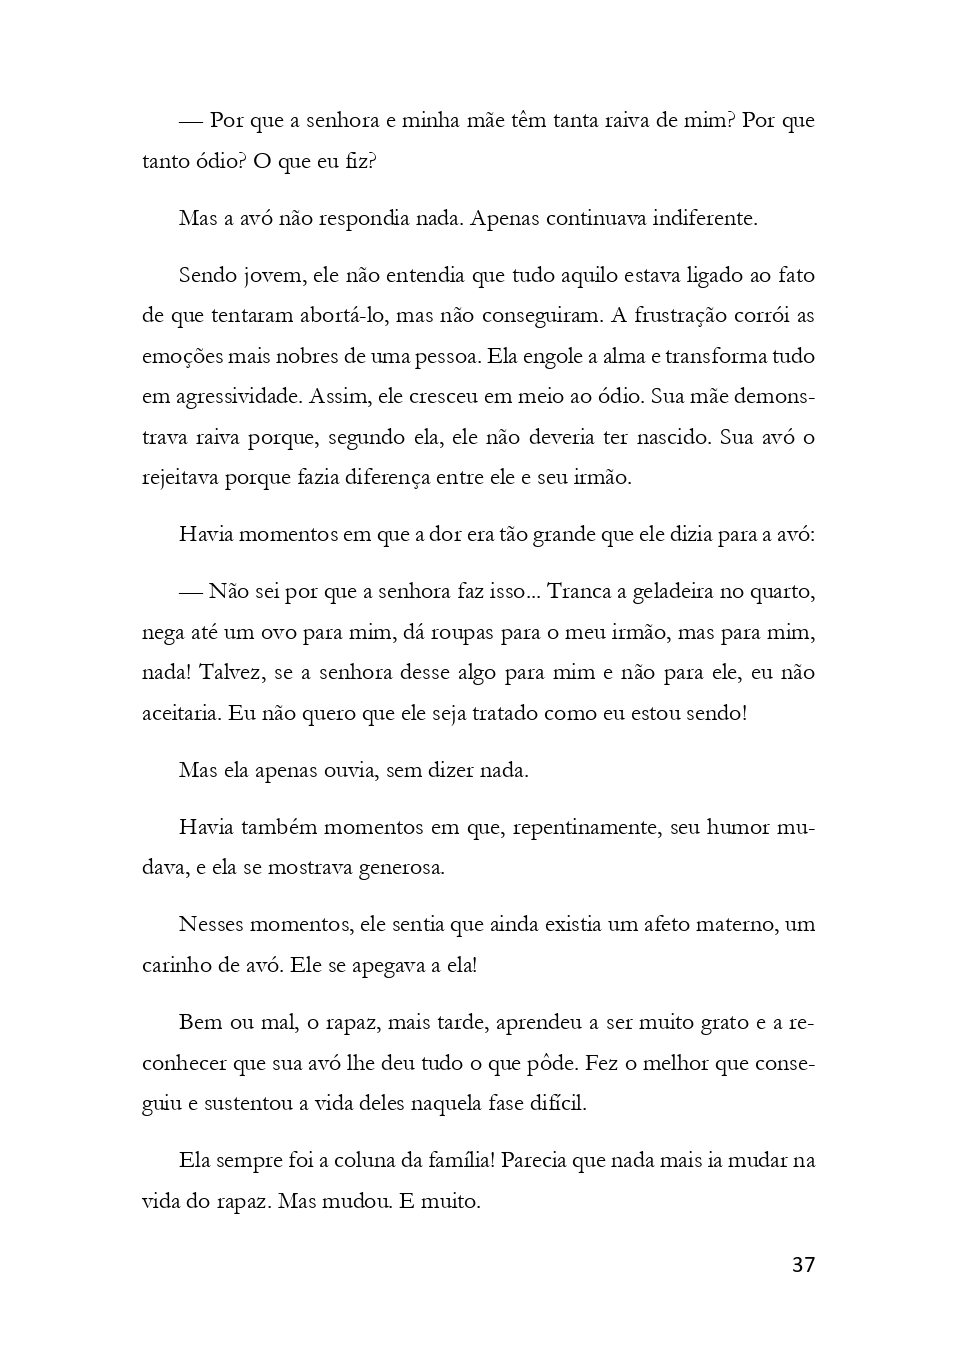 — Por que a senhora e minha mãe têm tanta raiva de mim? Por que
tanto ódio? O que eu fiz?
Mas a avó não respondia nada. Apenas continuava indiferente.
Sendo jovem, ele não entendia que tudo aquilo estava ligado ao fato
de que tentaram abortá-lo, mas não conseguiram. A frustração corrói as
emoções mais nobres de uma pessoa. Ela engole a alma e transforma tudo
em agressividade. Assim, ele cresceu em meio ao ódio. Sua mãe demons-
trava raiva porque, segundo ela, ele não deveria ter nascido. Sua avó o
rejeitava porque fazia diferença entre ele e seu irmão.
Havia momentos em que a dor era tão grande que ele dizia para a avó:
— Não sei por que a senhora faz isso... Tranca a geladeira no quarto,
nega até um ovo para mim, dá roupas para o meu irmão, mas para mim,
nada! Talvez, se a senhora desse algo para mim e não para ele, eu não
aceitaria. Eu não quero que ele seja tratado como eu estou sendo!
Mas ela apenas ouvia, sem dizer nada.
Havia também momentos em que, repentinamente, seu humor mu-
dava, e ela se mostrava generosa.
Nesses momentos, ele sentia que ainda existia um afeto materno, um
carinho de avó. Ele se apegava a ela!
Bem ou mal, o rapaz, mais tarde, aprendeu a ser muito grato e a re-
conhecer que sua avó lhe deu tudo o que pôde. Fez o melhor que conse-
guiu e sustentou a vida deles naquela fase difícil.
Ela sempre foi a coluna da família! Parecia que nada mais ia mudar na
vida do rapaz. Mas mudou. E muito.
37